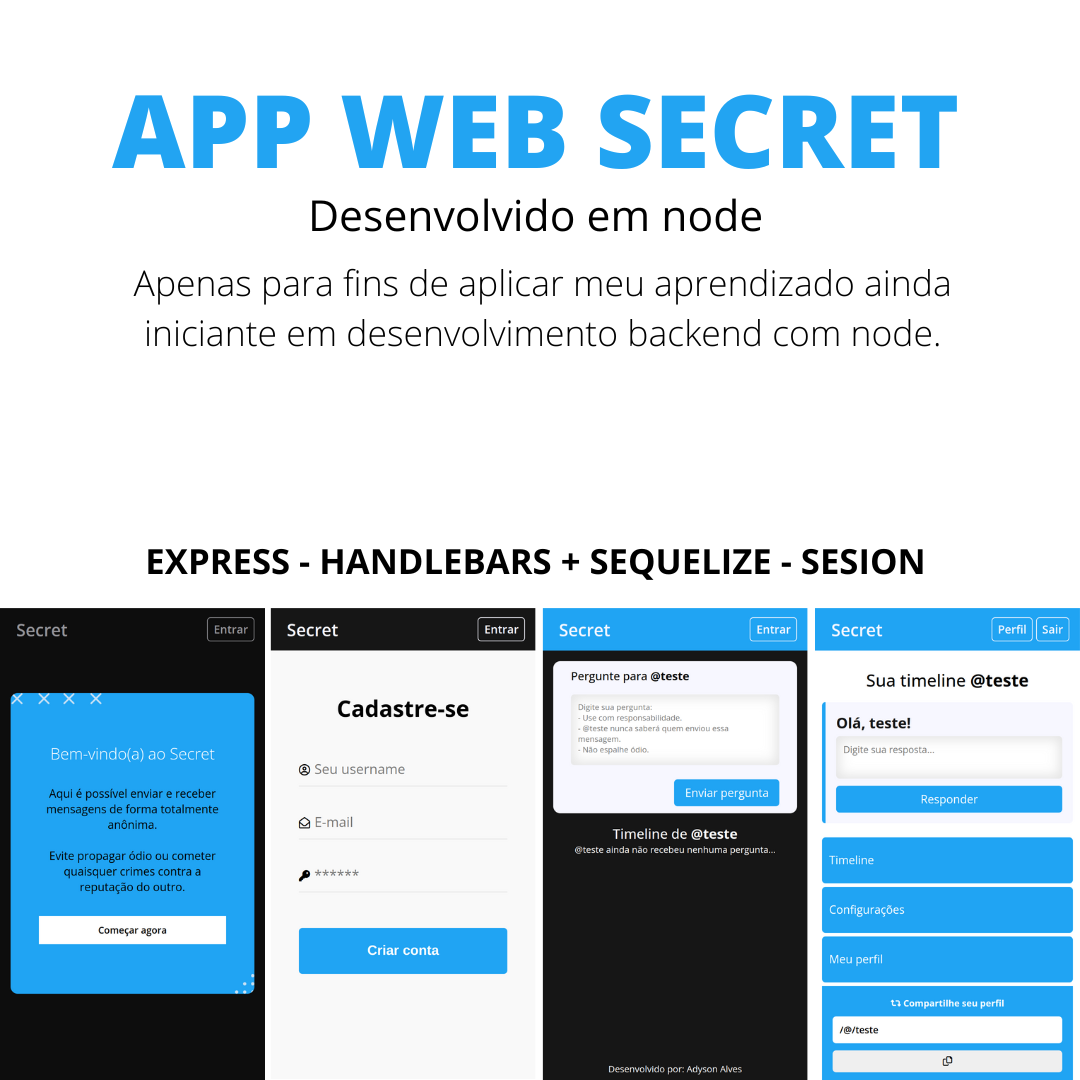 APP WEB SECRET
Desenvolvido em node
Apenas para fins de aplicar meu aprendizado ainda
iniciante em desenvolvimento backend com node.
EXPRESS - HANDLEBARS + SEQUELIZE - SESION
Secret
Entrar
Bem-vindo(a) ao Secret
Aqui é possível enviar e receber
mensagens de forma totalmente
anônima.
Evite propagar ódio ou cometer
quaisquer crimes contra a
reputação do outro.
Começar agora
Secret
Entrar
Cadastre-se
Seu username
E-mail
******
Criar conta
Secret
Entrar
Pergunte para @teste
Digite sua pergunta:
- Use com responsabilidade.
- @teste nunca saberá quem enviou essa
mensagem.
- Não espalhe ódio.
Enviar pergunta
Timeline de @teste
@teste ainda não recebeu nenhuma pergunta...
Desenvolvido por: Adyson Alves
Secret
Perfil
Sair
Sua timeline @teste
Olá, teste!
Digite sua resposta...
Responder
Timeline
Configurações
Meu perfil
Compartilhe seu perfil
/@/teste